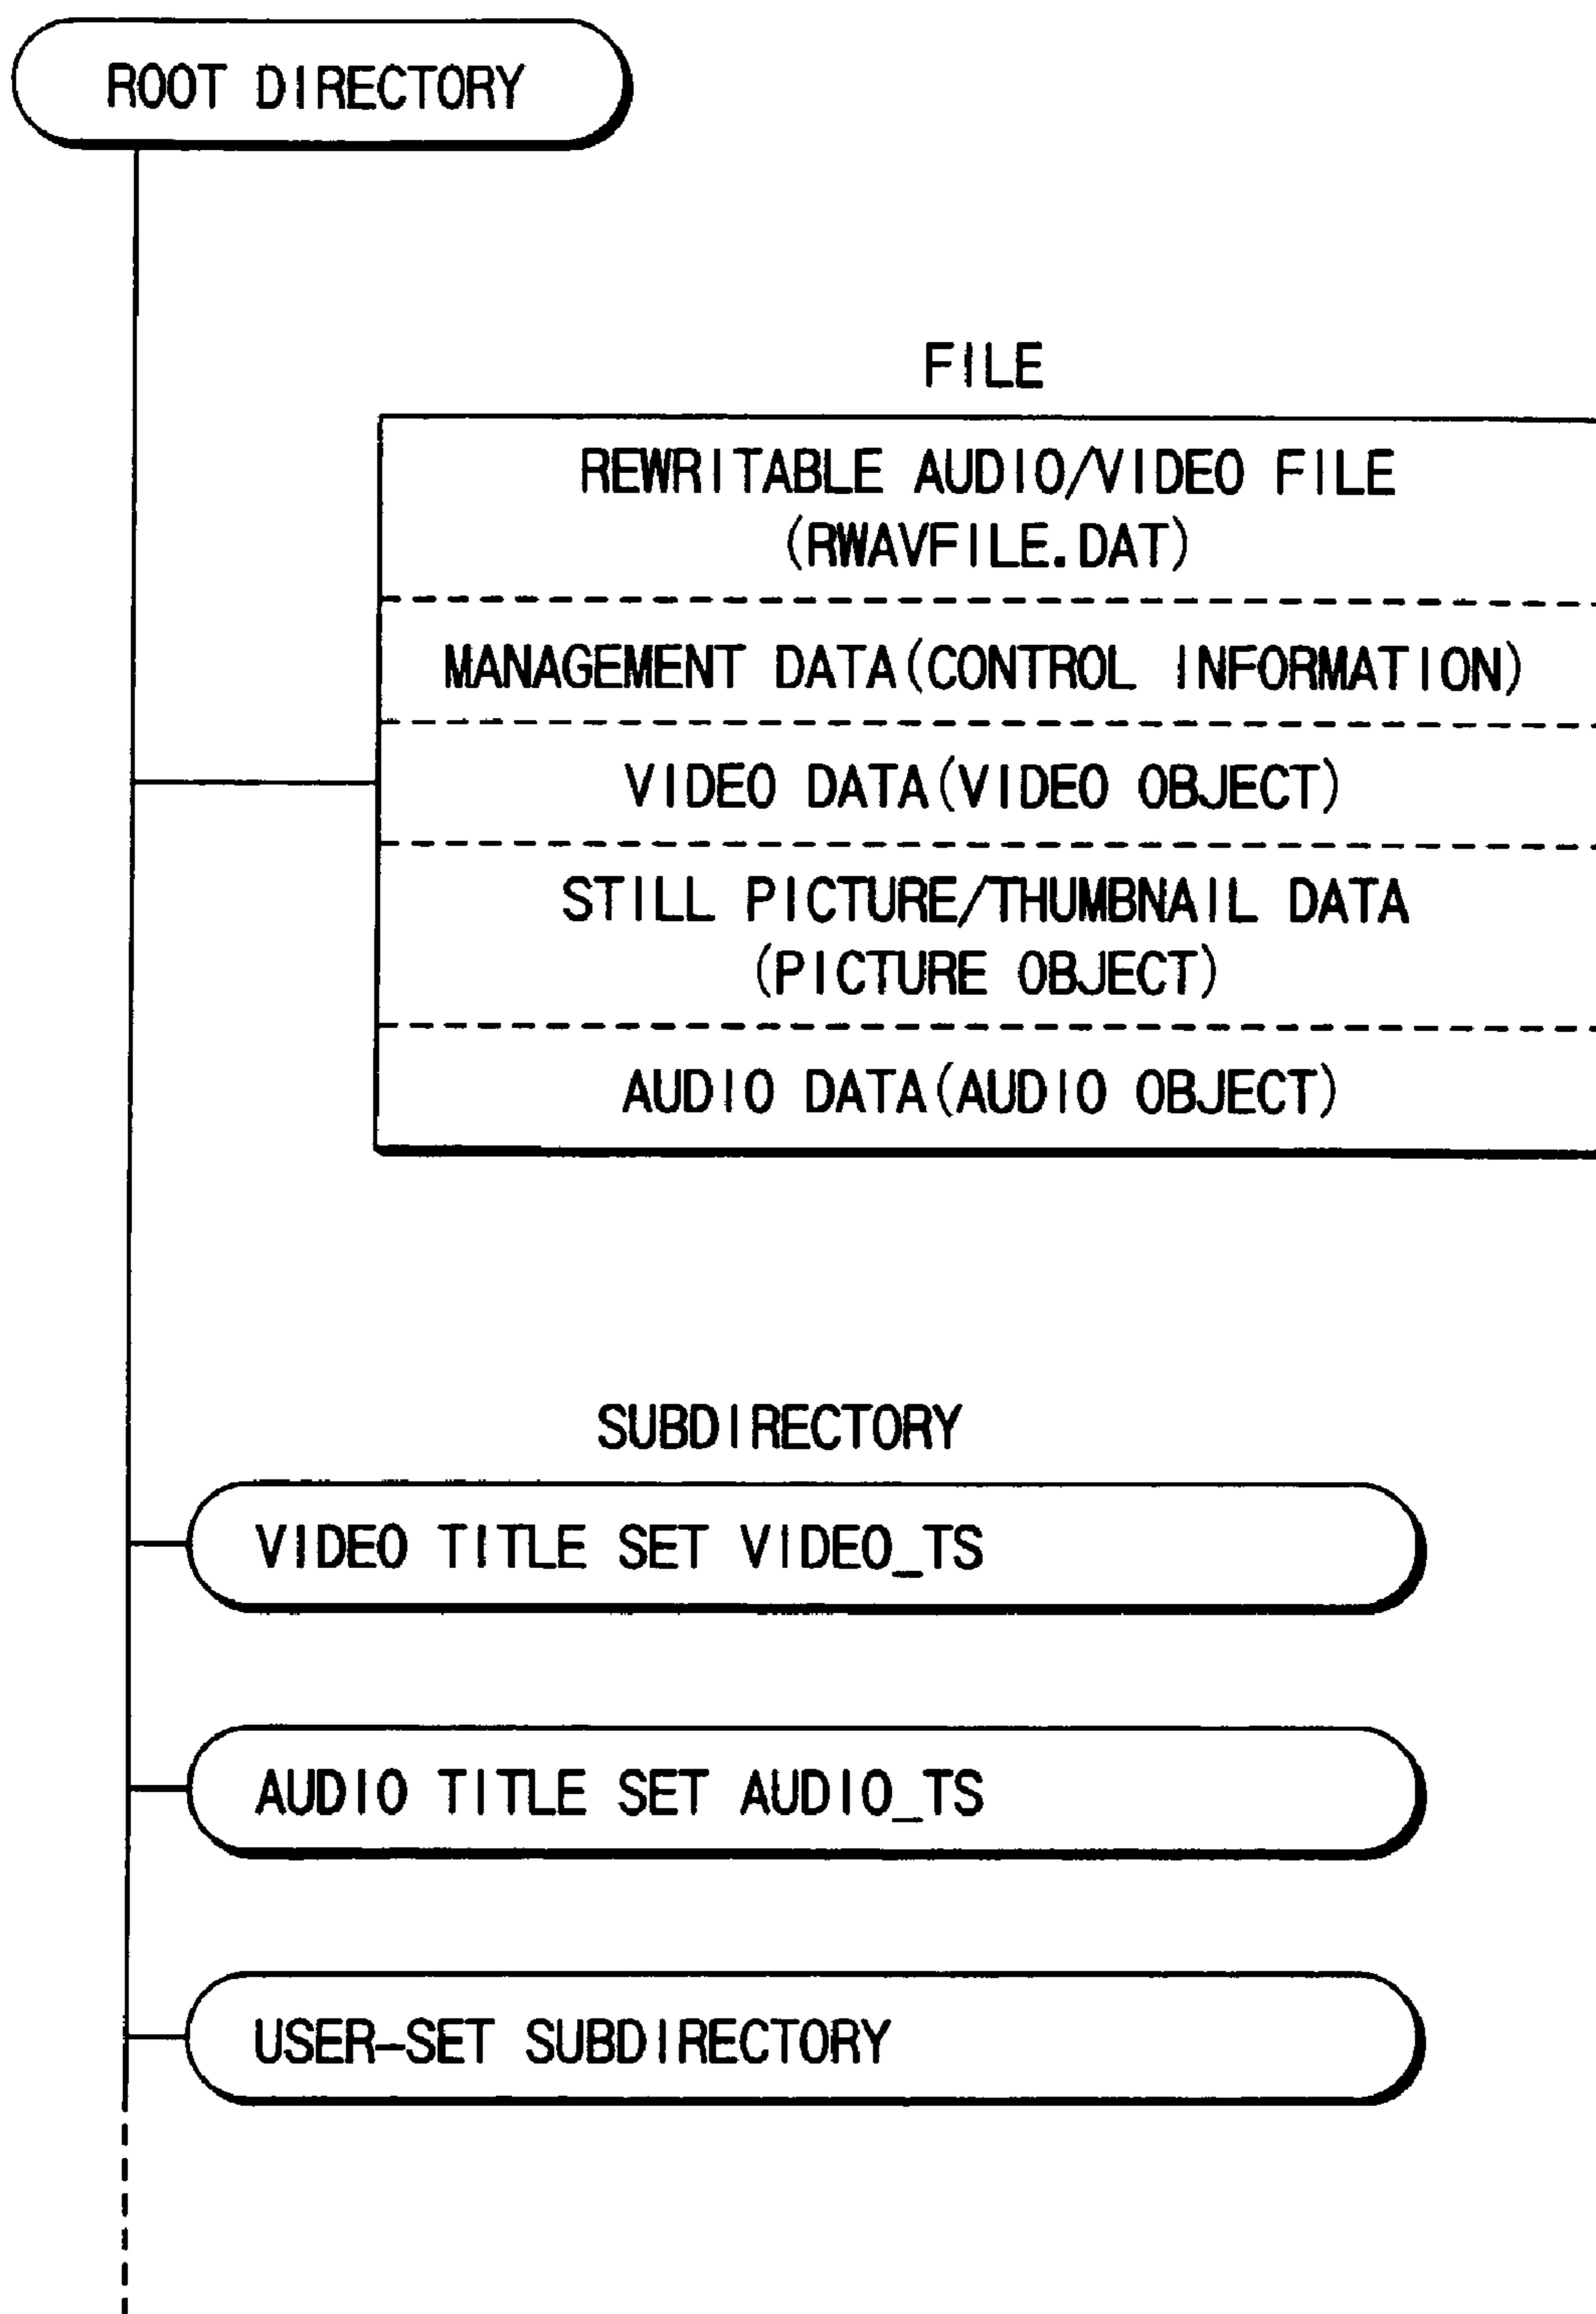 ROOT DIRECTORY
FILE
REWRITABLE AUDIO/VIDEO FILE
(RWAVFILE.DAT)
MANAGEMENT DATA(CONTROL INFORMATION)
VIDEO DATA(VIDEO OBJECT)
STILL PICTURE/THUMBNAIL DATA
(PICTURE OBJECT)
AUDIO DATA(AUDIO OBJECT)
SUBDIRECTORY
VIDEO TITLE SET VIDEO_TS
AUDIO TITLE SET AUDIO_TS
USER-SET SUBDIRECTORY